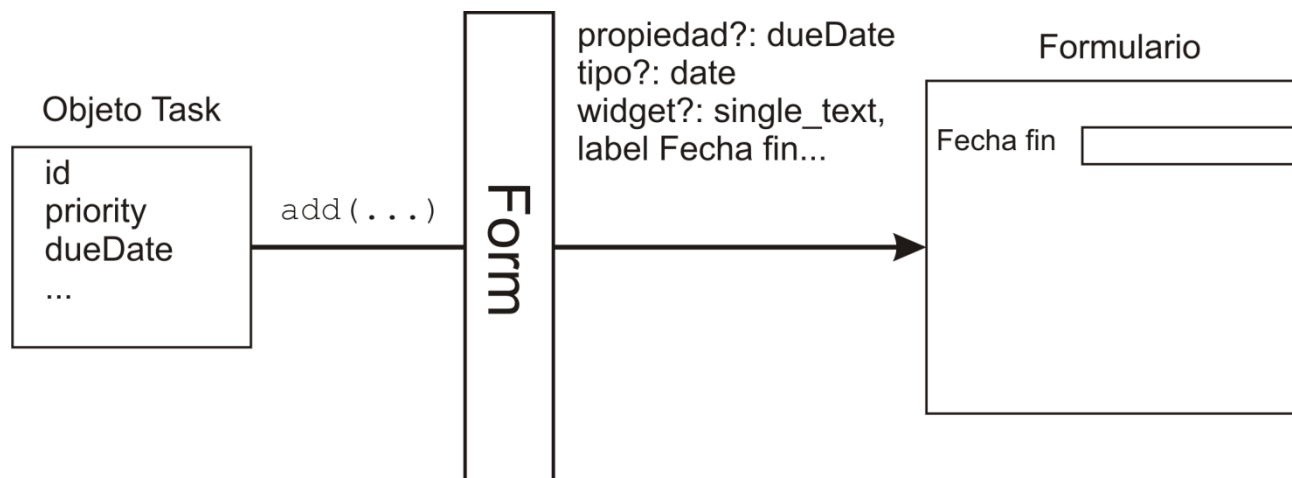 Objeto Task
id
priority
dueDate
...
add(...)
Form
propiedad?: dueDate
tipo?: date
widget?: single_text,
label Fecha fin...
Formulario
Fecha fin